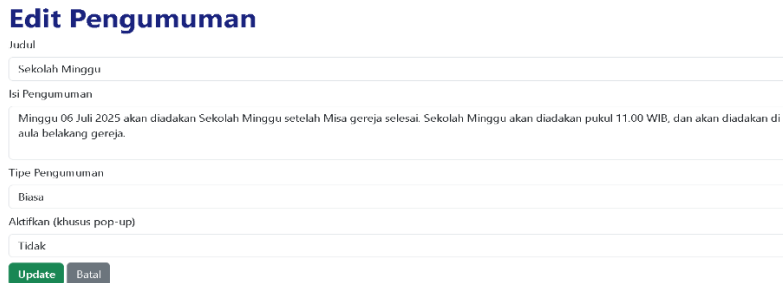 Edit Pengumuman
Judul
Sekolah Minggu
Isi Pengumuman
Minggu 06 Juli 2025 akan diadakan Sekolah Minggu setelah Misa gereja selesai. Sekolah Minggu akan diadakan pukul 11.00 WIB, dan akan diadakan di
aula belakang gereja.
Tipe Pengumuman
Biasa
Aktifkan (khusus pop-up)
Tidak
Update Batal